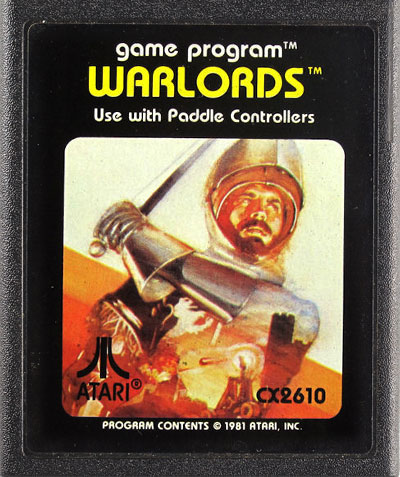 game program™
WARLORDS™
Use with Paddle Controllers
ATARI®
CX2610
PROGRAM CONTENTS © 1981 ATARI, INC.